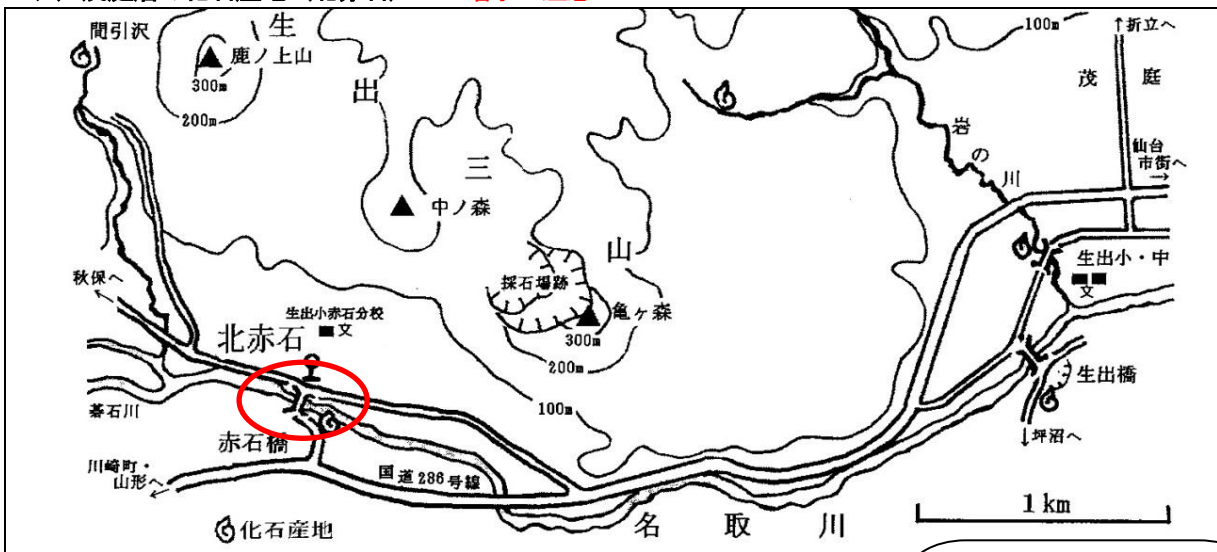 間引沢
鹿ノ上山
300m
200m
生
出
三
山
中ノ森
採石場跡
亀ヶ森
300m
200m
100m
100m
↑折立へ
茂庭
仙台
市街へ
→
岩の川
生出小・中
文
生出橋
↓坪沼へ
秋保へ
生出小赤石分校
文
北赤石
碁石川
赤石橋
川崎町・
山形へ
国道286号線
名取川
1km
化石産地